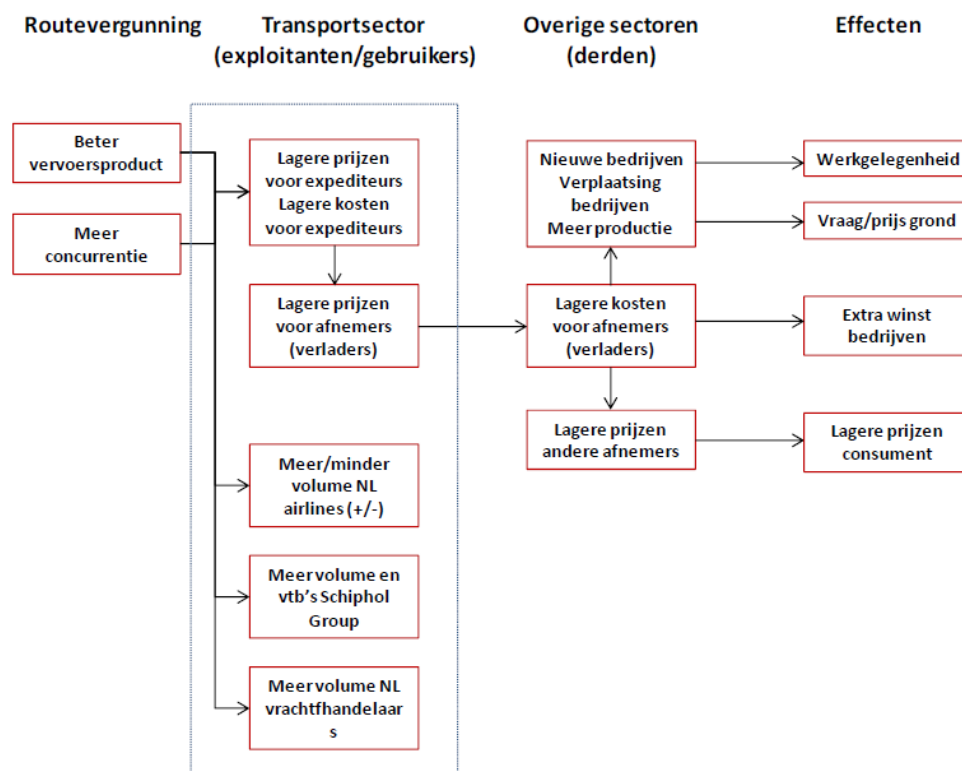 Routevergunning
Transportsector
(exploitanten/gebruikers)
Overige sectoren
(derden)
Effecten
Beter
vervoersproduct
Meer
concurrentie
Lagere prijzen
voor expediteurs
Lagere kosten
voor expediteurs
Lagere prijzen
voor afnemers
(verladers)
Meer/minder
volume NL
airlines (+/-)
Meer volume en
vtb's Schiphol
Group
Meer volume NL
vrachtfhandelaar
s
Nieuwe bedrijven
Verplaatsing
bedrijven
Meer productie
Lagere kosten
voor afnemers
(verladers)
Lagere prijzen
andere afnemers
Werkgelegenheid
Vraag/prijs grond
Extra winst
bedrijven
Lagere prijzen
consument